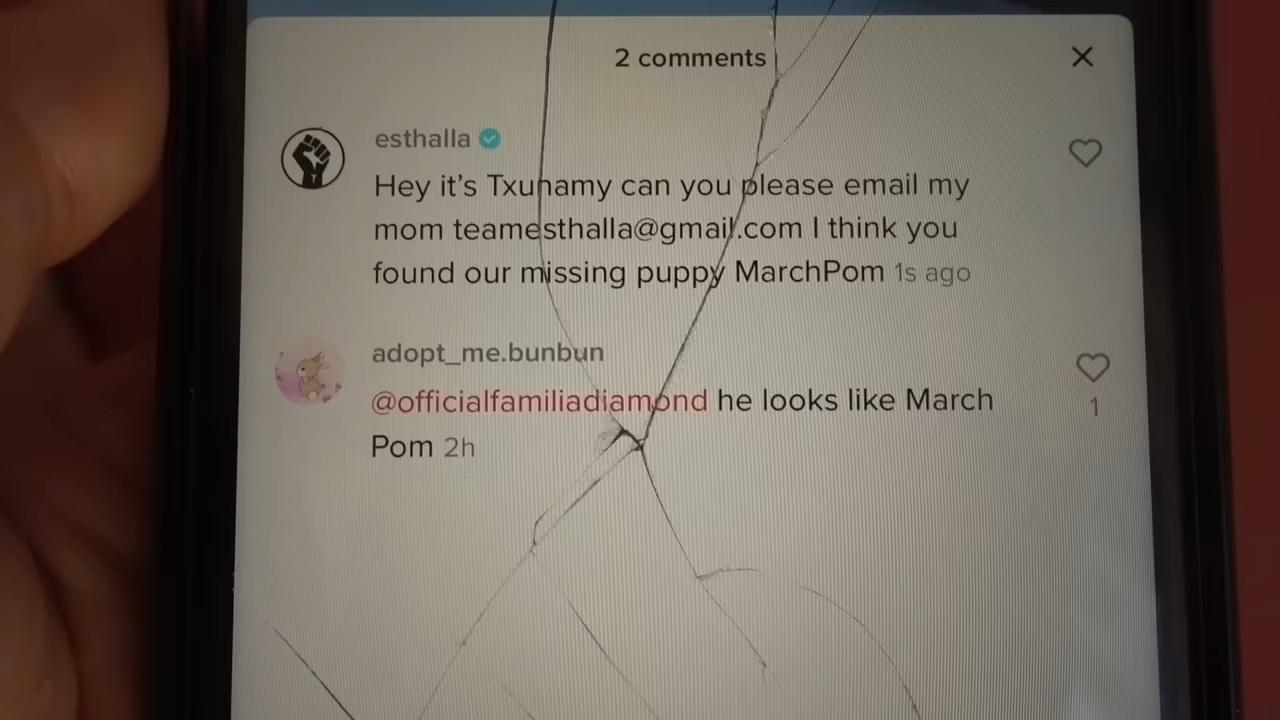 2 comments
esthalla
Hey it's Txunamy can you please email my
mom teamesthalla@gmail.com I think you
found our missing puppy MarchPom 1s ago
adopt_me.bunbun
@officialfamiliadiamond he looks like March
1
Pom 2h